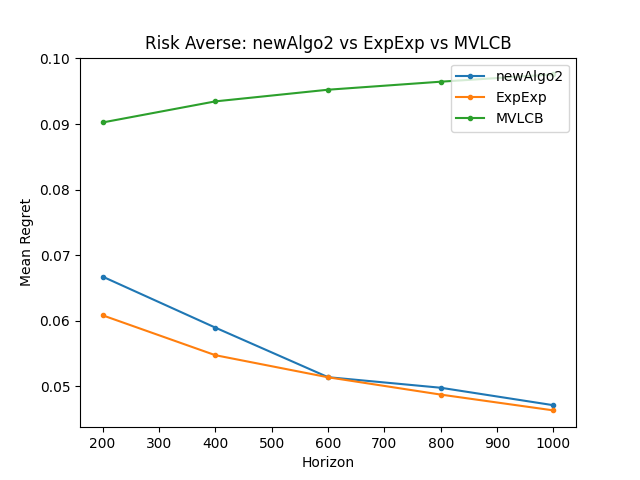 Risk Averse: newAlgo2 vs ExpExp vs MVLCB
newAlgo2
ExpExp
MVLCB
Mean Regret
0.10
0.09
0.08
0.07
0.06
0.05
200 300 400 500 600 700 800 900 1000
Horizon